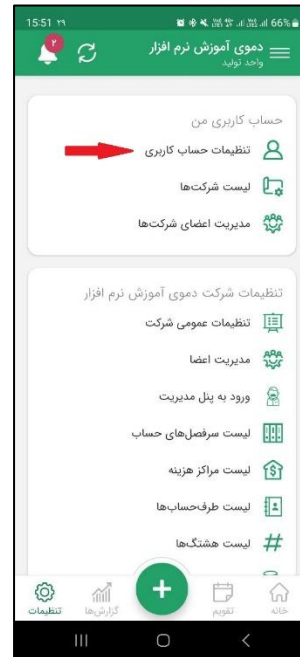 15:51 ۲۹ 66%
دموی آموزش نرم افزار
واحد تولید
۲
حساب کاربری من
تنظیمات حساب کاربری
لیست شرکت‌ها
مدیریت اعضای شرکت‌ها
تنظیمات شرکت دموی آموزش نرم افزار
تنظیمات عمومی شرکت
مدیریت اعضا
ورود به پنل مدیریت
لیست سرفصل‌های حساب
لیست مراکز هزینه
لیست طرف‌حساب‌ها
لیست هشتگ‌ها
خانه
تقویم
گزارش‌ها
تنظیمات